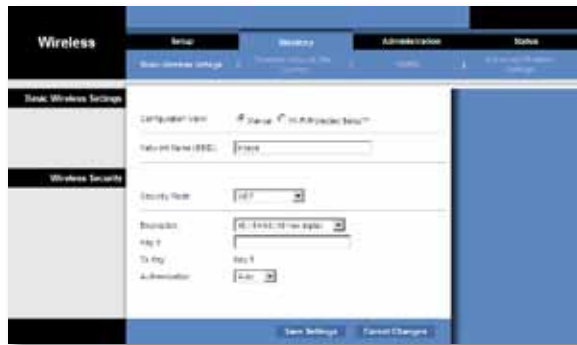 Wireless
Setup Wireless Administration Status
Basic Wireless Settings
Basic Wireless Settings
Configuration View: Manual Wi-Fi Protected Setup™
Network Name (SSID):
Wireless Security
Security Mode: WEP
Encryption:
Key 1:
Tx Key: Key 1
Authentication: Auto
Save Settings Cancel Changes